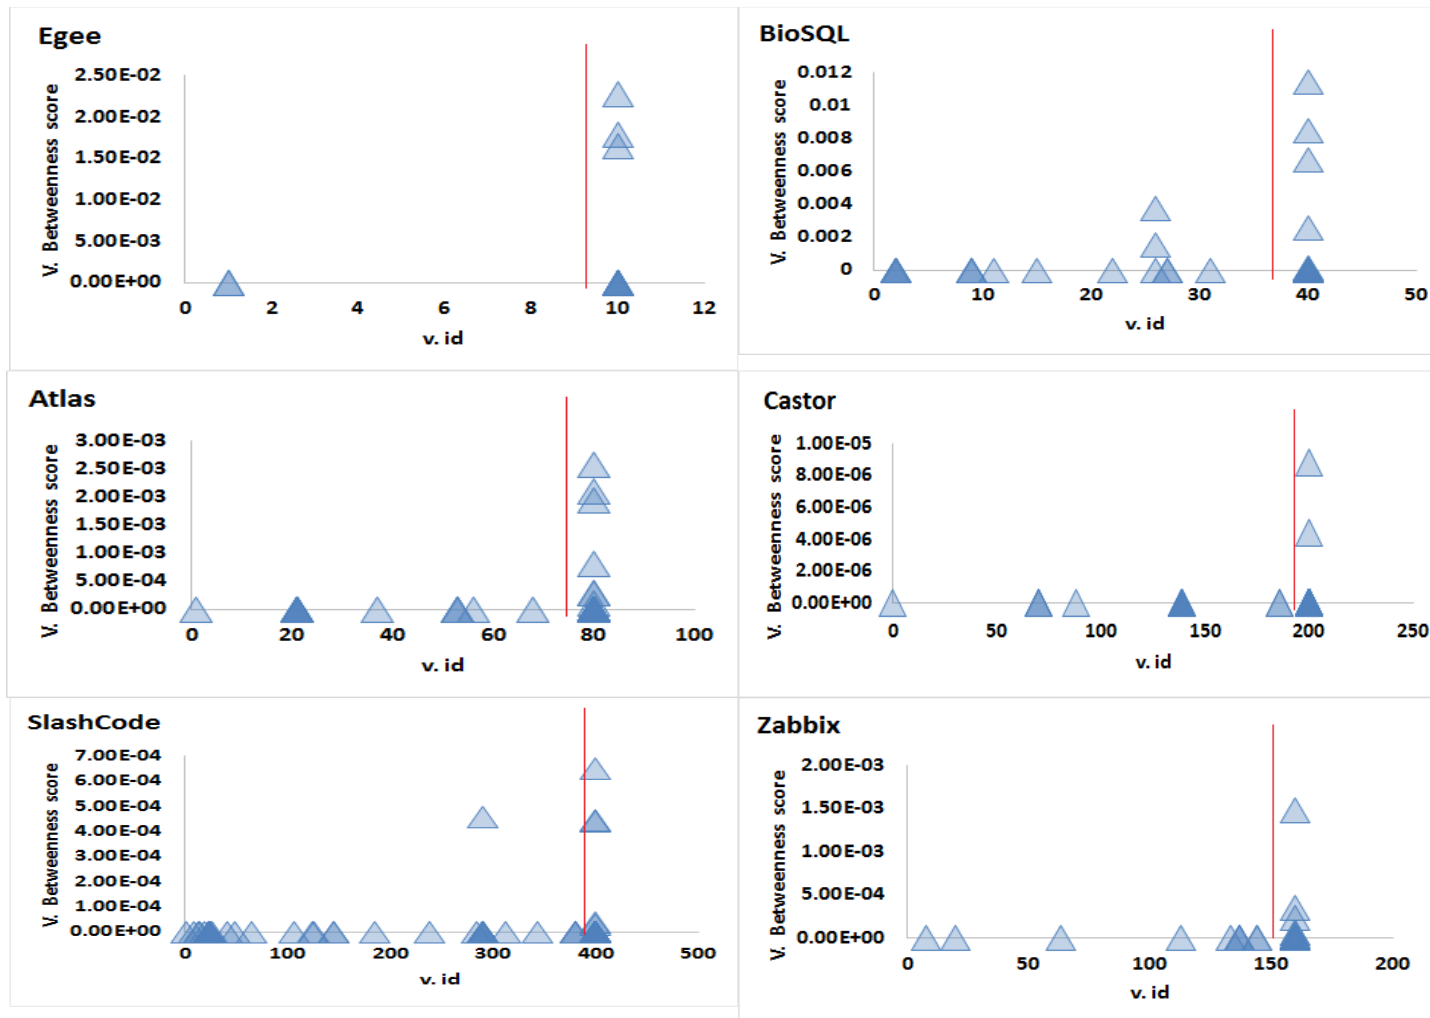 Egee
V. Betweenness score
2.50E-02
2.00E-02
1.50E-02
1.00E-02
5.00E-03
0.00E+00
0 2 4 6 8 10 12
v. id
BioSQL
V. Betweenness score
0.012
0.01
0.008
0.006
0.004
0.002
0
0 10 20 30 40 50
v. id
Atlas
V. Betweenness score
3.00E-03
2.50E-03
2.00E-03
1.50E-03
1.00E-03
5.00E-04
0.00E+00
0 20 40 60 80 100
v. id
Castor
V. Betweenness score
1.00E-05
8.00E-06
6.00E-06
4.00E-06
2.00E-06
0.00E+00
0 50 100 150 200 250
v. id
SlashCode
V. Betweenness score
7.00E-04
6.00E-04
5.00E-04
4.00E-04
3.00E-04
2.00E-04
1.00E-04
0.00E+00
0 100 200 300 400 500
v. id
Zabbix
V. Betweenness score
2.00E-03
1.50E-03
1.00E-03
5.00E-04
0.00E+00
0 50 100 150 200
v. id